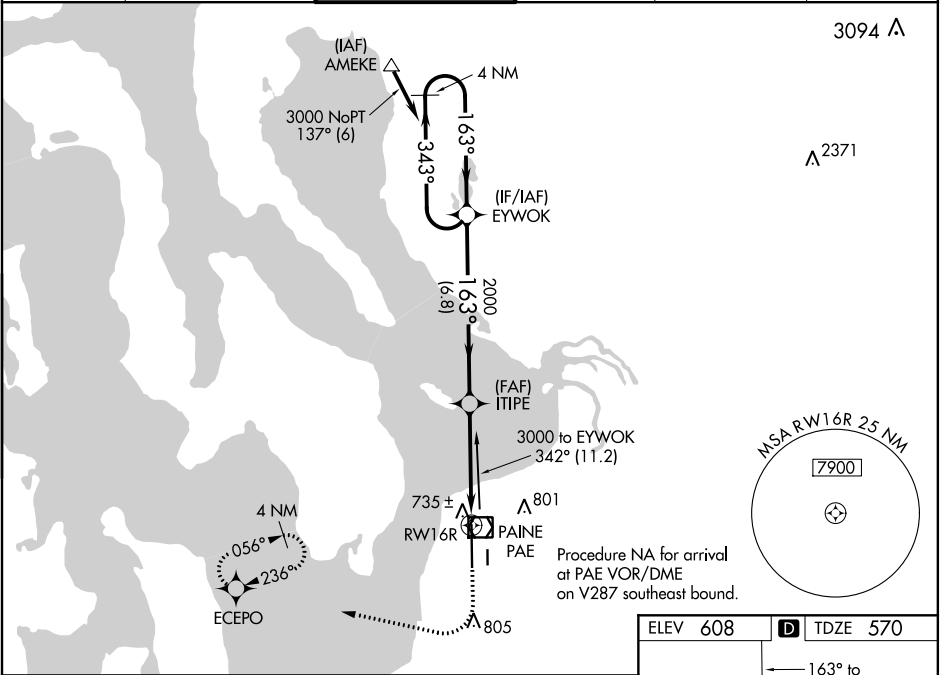 3094
(IAF)
AMEKE
4 NM
3000 NoPT
137° (6)
163°
343°
2371
(IF/IAF)
EYWOK
2000
163°
(6.8)
(FAF)
ITIPE
3000 to EYWOK
342° (11.2)
MSA RW16R 25 NM
7900
735 ±
801
RW16R
PAINE
PAE
4 NM
056°
236°
ECEPO
Procedure NA for arrival
at PAE VOR/DME
on V287 southeast bound.
805
ELEV 608 D TDZE 570
163° to